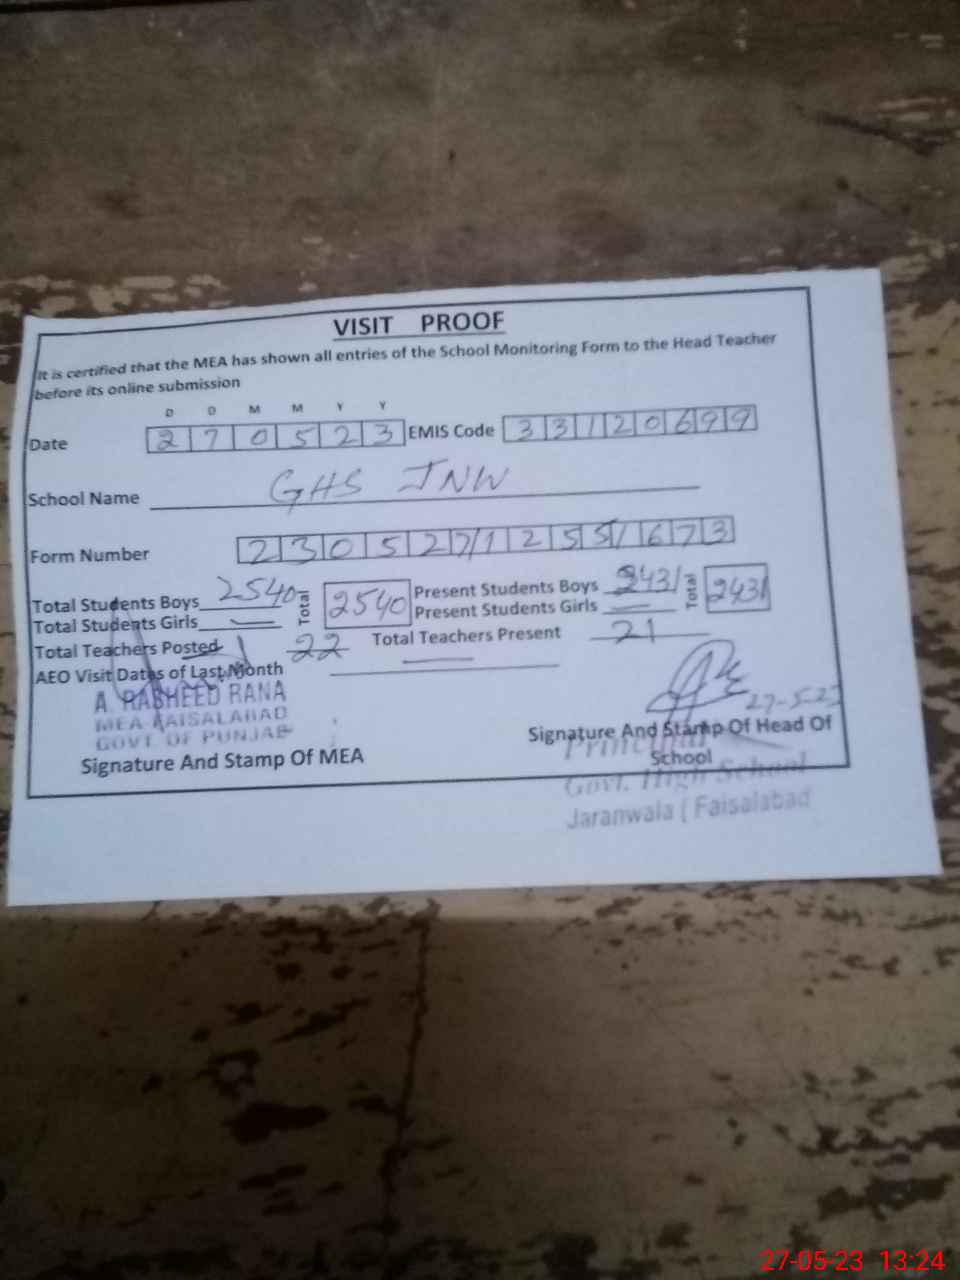 VISIT PROOF
It is certified that the MEA has shown all entries of the School Monitoring Form to the Head Teacher
before its online submission
D D M M Y Y
Date 2 7 0 5 2 3 EMIS Code 3 3 1 2 0 6 9 9
School Name GHS JNW
Form Number 2 3 0 5 2 7 1 2 5 5 1 6 7 3
Total Students Boys 2540 Total 2540 Present Students Boys 2431 Total 2431
Total Students Girls — Present Students Girls —
Total Teachers Posted 22 Total Teachers Present 21
AEO Visit Dates of Last Month —
A. RASHEED RANA
MEA FAISALABAD
GOVT. OF PUNJAB
27-5-23
Signature And Stamp Of MEA
Signature And Stamp Of Head Of
School
Principal
Govt. High School
Jaranwala ( Faisalabad
27-05-23 13:24